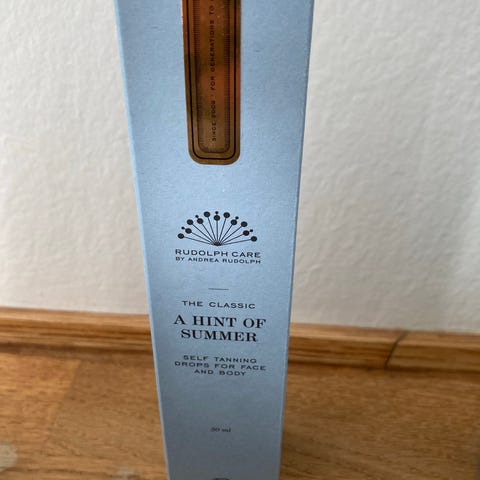 SINCE 2009 · FOR GENERATIONS TO
RUDOLPH CARE
BY ANDREA RUDOLPH
THE CLASSIC
A HINT OF
SUMMER
SELF TANNING
DROPS FOR FACE
AND BODY
30 ml